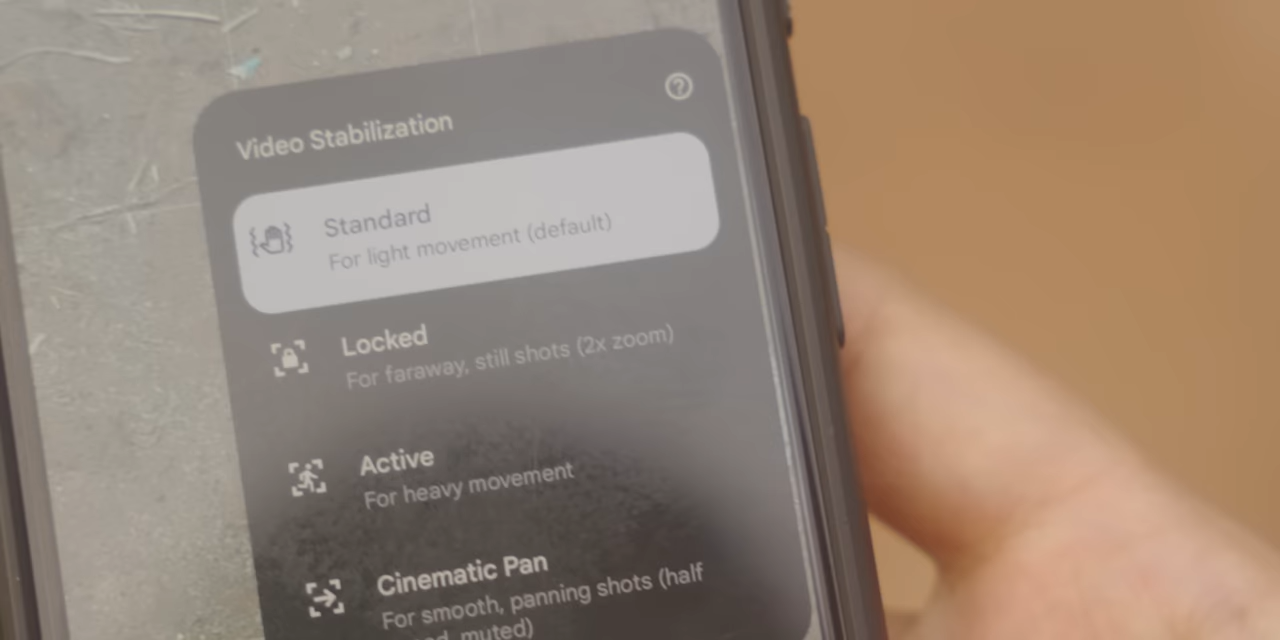 Video Stabilization
Standard
For light movement (default)
Locked
For faraway, still shots (2x zoom)
Active
For heavy movement
Cinematic Pan
For smooth, panning shots (half
muted)